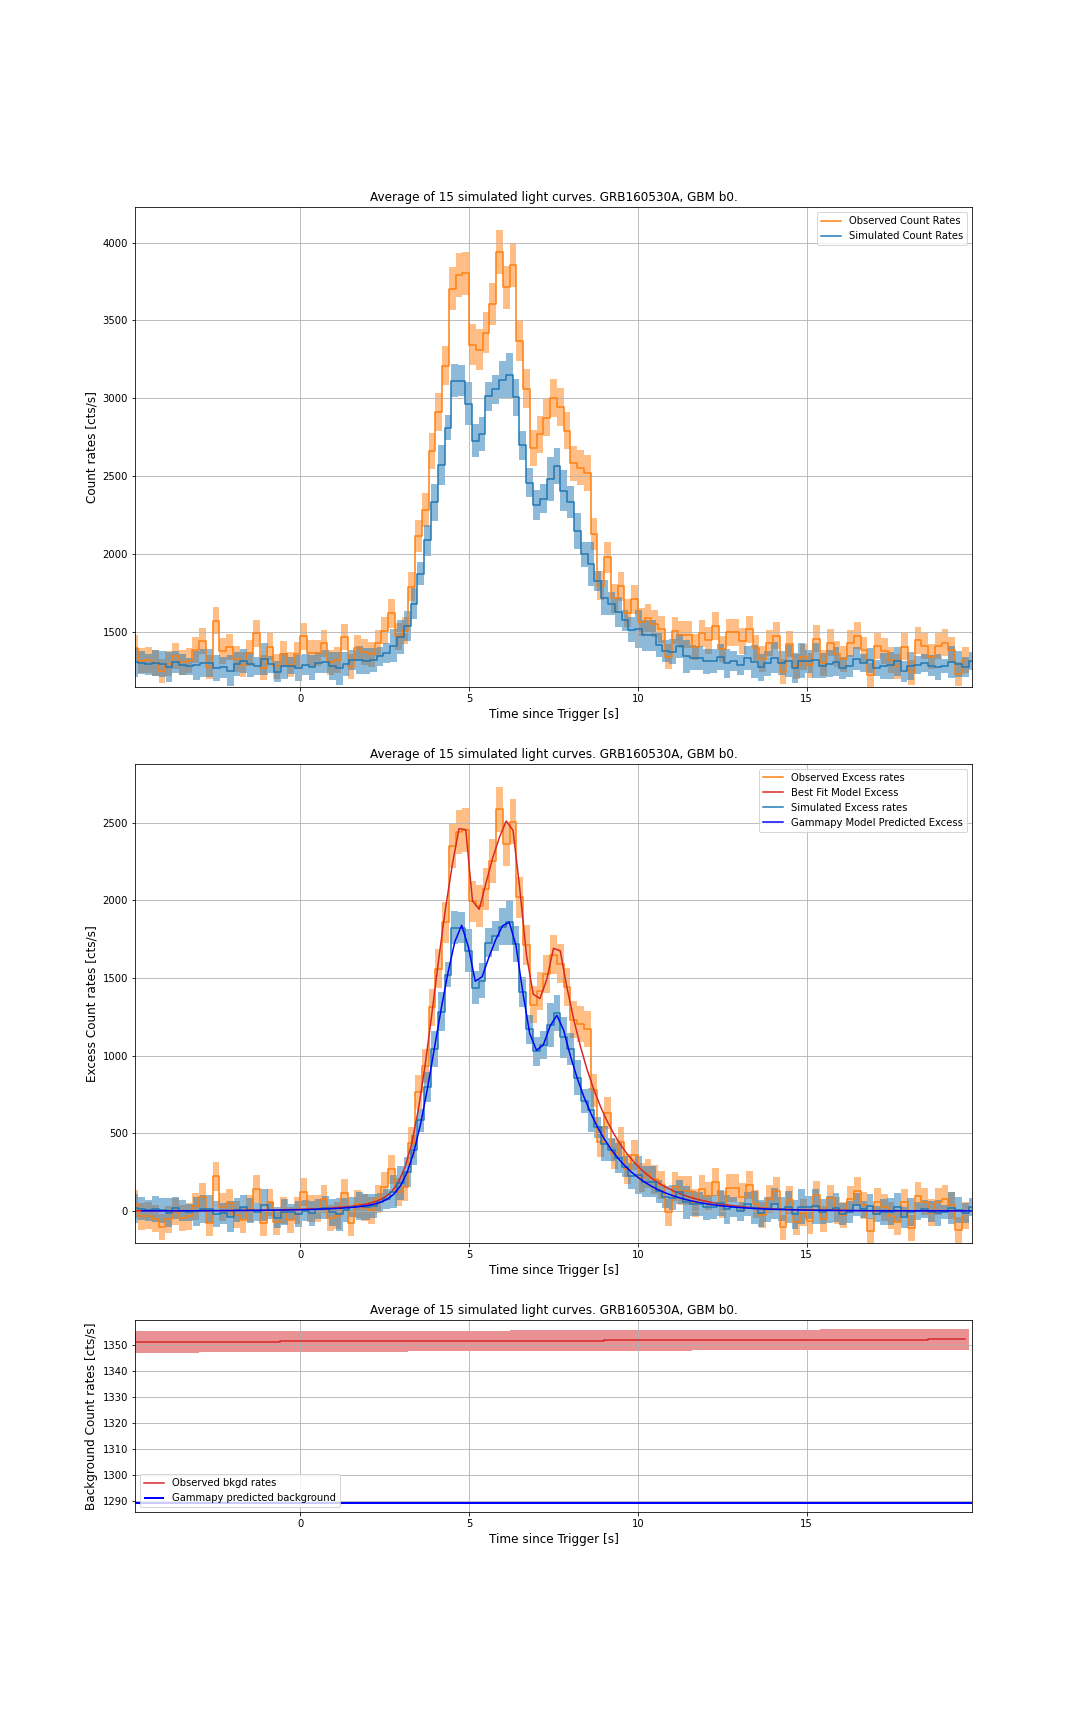 Average of 15 simulated light curves. GRB160530A, GBM b0.
Observed Count Rates
Simulated Count Rates
Count rates [cts/s]
4000
3500
3000
2500
2000
1500
0
5
10
15
Time since Trigger [s]
Average of 15 simulated light curves. GRB160530A, GBM b0.
Observed Excess rates
Best Fit Model Excess
Simulated Excess rates
Gammapy Model Predicted Excess
Excess Count rates [cts/s]
2500
2000
1500
1000
500
0
0
5
10
15
Time since Trigger [s]
Average of 15 simulated light curves. GRB160530A, GBM b0.
Background Count rates [cts/s]
1350
1340
1330
1320
1310
1300
1290
Observed bkgd rates
Gammapy predicted background
0
5
10
15
Time since Trigger [s]